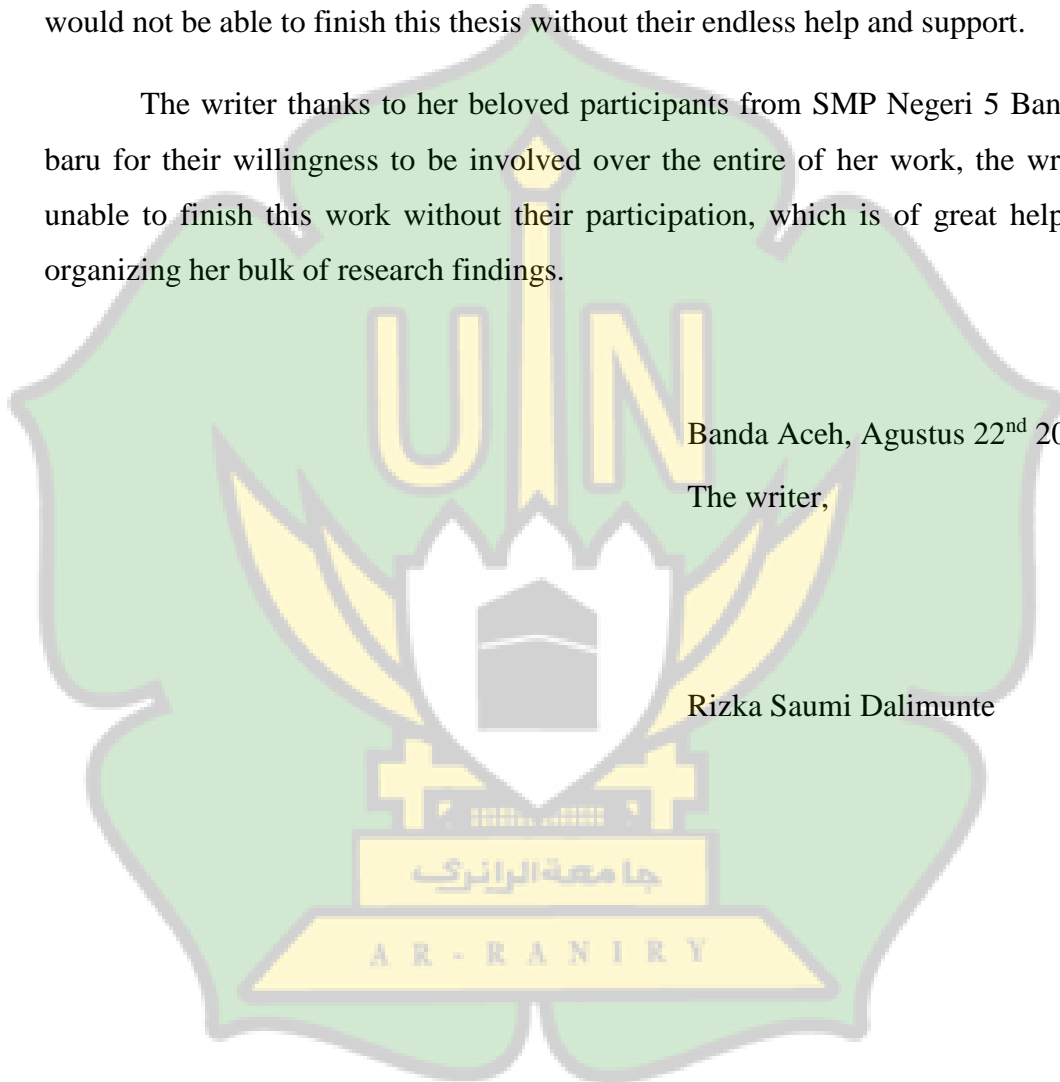 would not be able to finish this thesis without their endless help and support.
The writer thanks to her beloved participants from SMP Negeri 5 Ban
baru for their willingness to be involved over the entire of her work, the wr
unable to finish this work without their participation, which is of great help
organizing her bulk of research findings.
UIN
Banda Aceh, Agustus 22nd 20
The writer,
Rizka Saumi Dalimunte
جامعة الرانري
AR-RANIRY